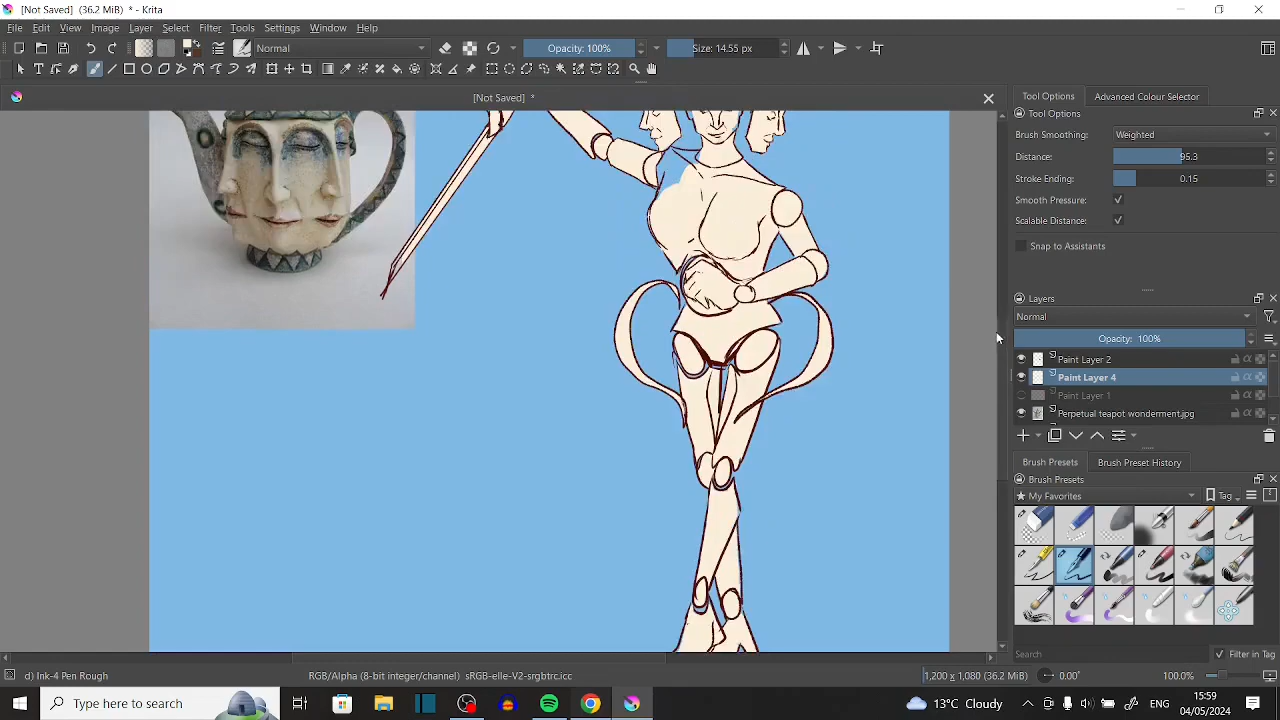 [Not Saved]  (36.2 MiB)  * - Krita
File Edit View Image Layer Select Filter Tools Settings Window Help
Normal
Opacity: 100%
Size: 14.55 px
[Not Saved]  *
Tool Options
Advanced Colour Selector
Tool Options
Brush Smoothing:
Weighted
Distance:
95.3
Stroke Ending:
0.15
Smooth Pressure:
Scalable Distance:
Snap to Assistants
Layers
Normal
Opacity:  100%
Paint Layer 2
Paint Layer 4
Paint Layer 1
Perpetual teapot wonderment.jpg
Brush Presets
Brush Preset History
Brush Presets
My Favorites
Tag
Search
Filter in Tag
d) Ink-4 Pen Rough
RGB/Alpha (8-bit integer/channel)  sRGB-elle-V2-srgbtrc.icc
1,200 x 1,080 (36.2 MiB)
0.00°
100.0%
Type here to search
13°C Cloudy
15:59
04/05/2024